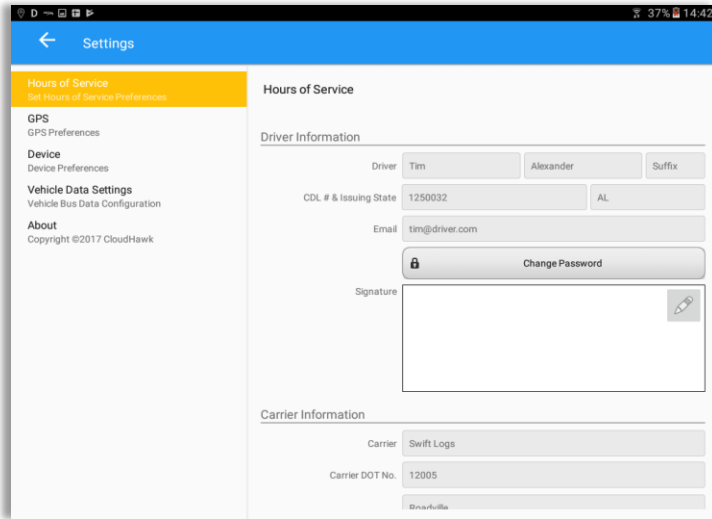 D 37% 14:42
Settings
Hours of Service
Set Hours of Service Preferences
GPS
GPS Preferences
Device
Device Preferences
Vehicle Data Settings
Vehicle Bus Data Configuration
About
Copyright ©2017 CloudHawk
Hours of Service
Driver Information
Driver Tim Alexander Suffix
CDL # & Issuing State 1250032 AL
Email tim@driver.com
Change Password
Signature
Carrier Information
Carrier Swift Logs
Carrier DOT No. 12005
Roadville